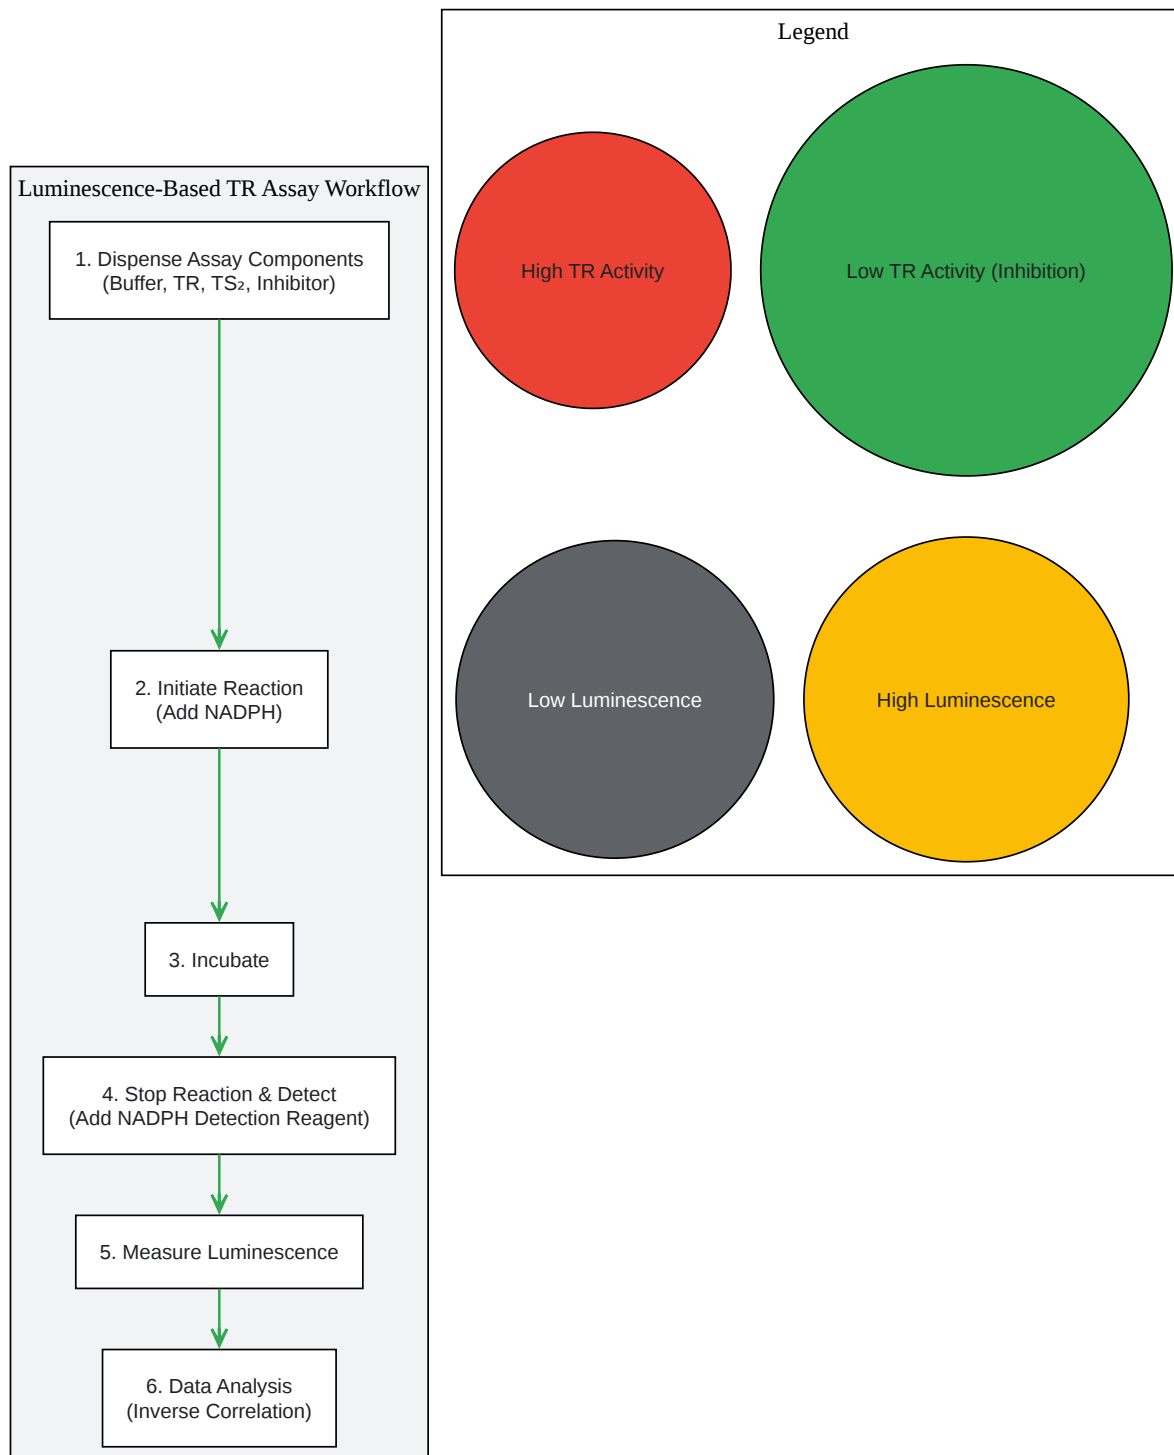 Legend
High TR Activity
Low TR Activity (Inhibition)
Low Luminescence
High Luminescence
Luminescence-Based TR Assay Workflow
1. Dispense Assay Components
(Buffer, TR, TS₂, Inhibitor)
2. Initiate Reaction
(Add NADPH)
3. Incubate
4. Stop Reaction & Detect
(Add NADPH Detection Reagent)
5. Measure Luminescence
6. Data Analysis
(Inverse Correlation)